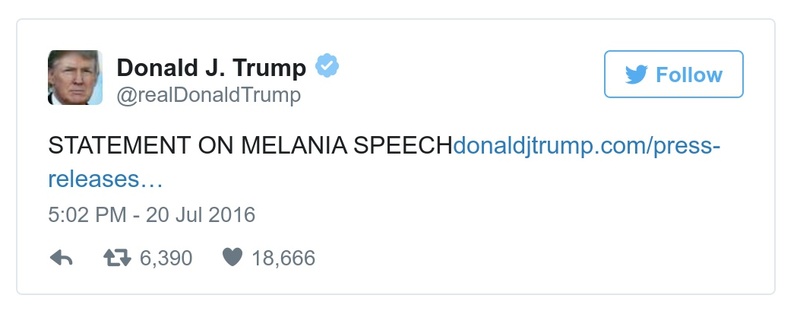 Donald J. Trump
@realDonaldTrump
Follow
STATEMENT ON MELANIA SPEECHdonaldjtrump.com/press-
releases…
5:02 PM - 20 Jul 2016
6,390 18,666